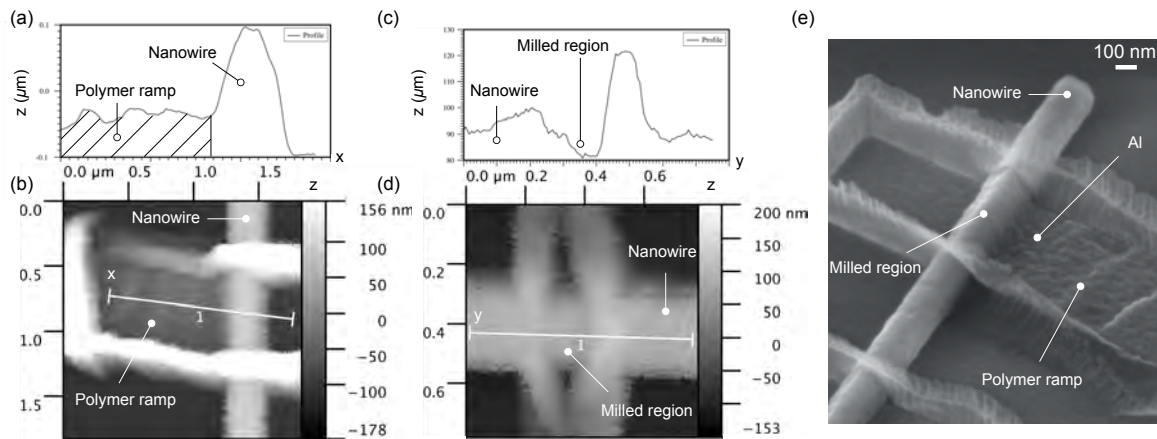 (a)
0.1
0.0
-0.1
z (µm)
Profile
Nanowire
Polymer ramp
x
(c)
130
120
110
100
90
80
z (µm)
Profile
Milled region
Nanowire
y
(e)
100 nm
Nanowire
Al
Milled region
Polymer ramp
(b)
0.0 µm 0.5 1.0 1.5 z
0.0
0.5
1.0
1.5
Nanowire
x
1
Polymer ramp
156 nm
100
50
0
-50
-100
-178
(d)
0.0 µm 0.2 0.4 0.6 z
0.0
0.2
0.4
0.6
Nanowire
y
1
Milled region
200 nm
150
100
50
0
-50
-100
-153